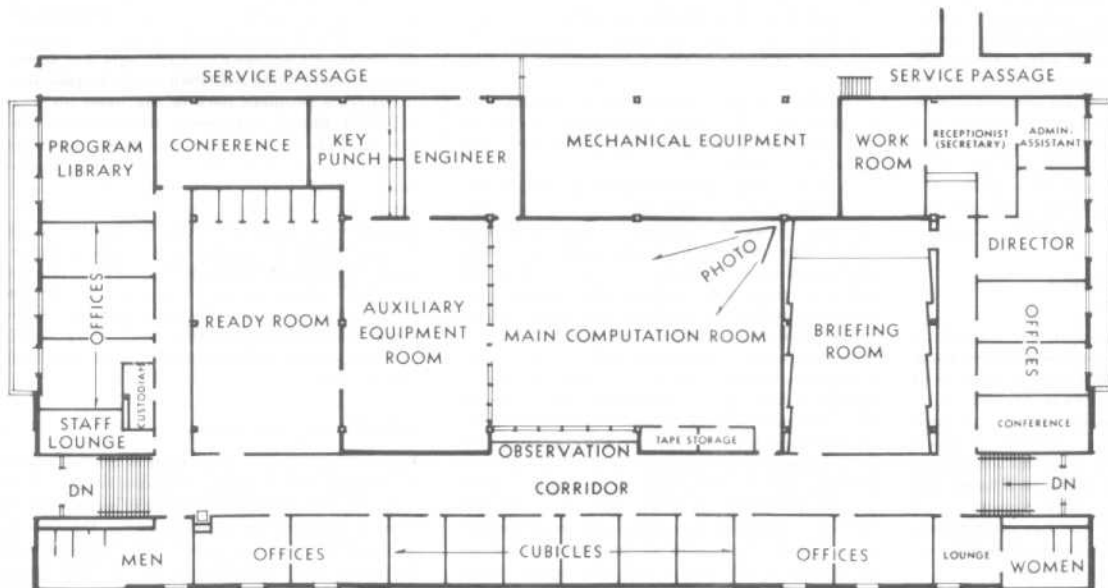 SERVICE PASSAGE
SERVICE PASSAGE
PROGRAM
LIBRARY
CONFERENCE
KEY
PUNCH
ENGINEER
MECHANICAL EQUIPMENT
WORK
ROOM
RECEPTIONIST
(SECRETARY)
ADMIN.
ASSISTANT
OFFICES
READY ROOM
AUXILIARY
EQUIPMENT
ROOM
MAIN COMPUTATION ROOM
PHOTO
BRIEFING
ROOM
DIRECTOR
OFFICES
KUSTODIAN
STAFF
LOUNGE
OBSERVATION
TAPE STORAGE
CONFERENCE
DN
CORRIDOR
DN
MEN
OFFICES
CUBICLES
OFFICES
LOUNGE
WOMEN